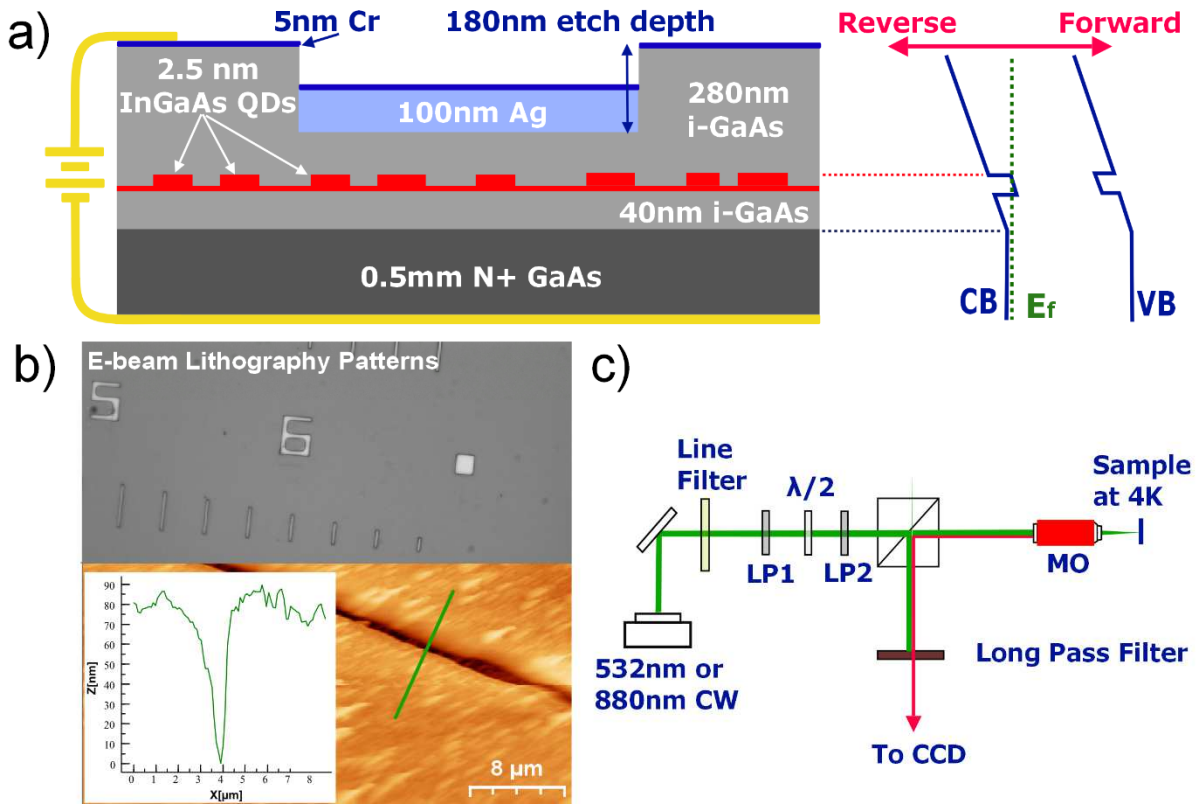 a)
5nm Cr
180nm etch depth
Reverse
Forward
2.5 nm
InGaAs QDs
100nm Ag
280nm
i-GaAs
40nm i-GaAs
0.5mm N+ GaAs
CB
Ef
VB
b)
E-beam Lithography Patterns
5
6
Z[nm]
90
80
70
60
50
40
30
20
10
0
0 1 2 3 4 5 6 7 8
X[µm]
8 µm
c)
Line
Filter
λ/2
Sample
at 4K
LP1
LP2
MO
532nm or
880nm CW
Long Pass Filter
To CCD